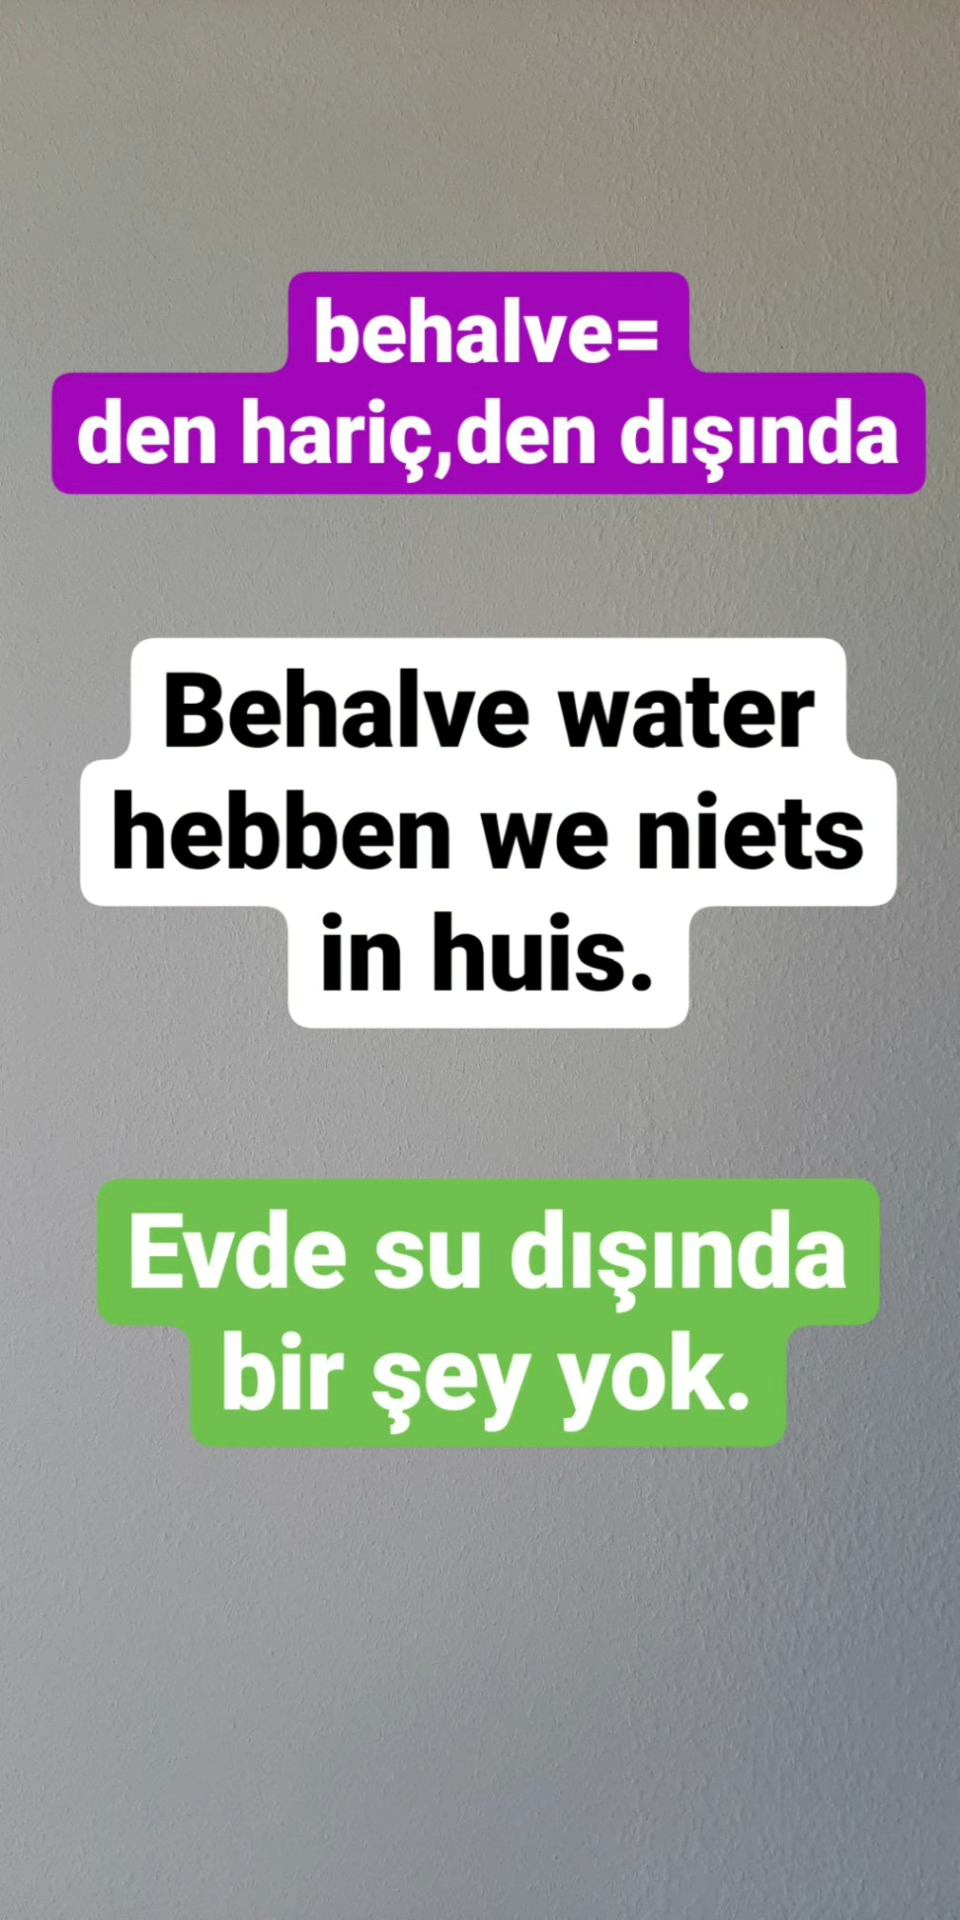 behalve=
den hariç,den dışında
Behalve water
hebben we niets
in huis.
Evde su dışında
bir şey yok.